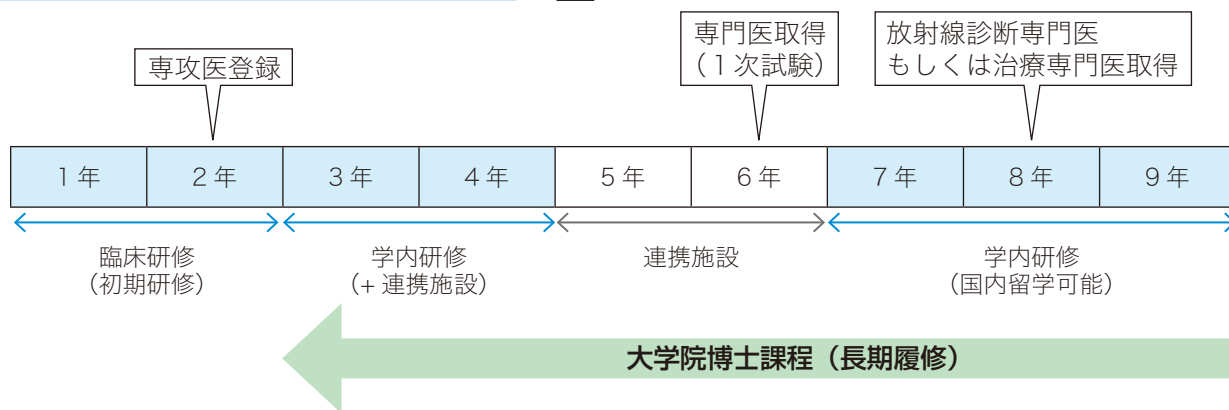 専攻医登録
専門医取得
(1次試験)
放射線診断専門医
もしくは治療専門医取得
1年
2年
3年
4年
5年
6年
7年
8年
9年
臨床研修
(初期研修)
学内研修
(+ 連携施設)
連携施設
学内研修
(国内留学可能)
大学院博士課程(長期履修)